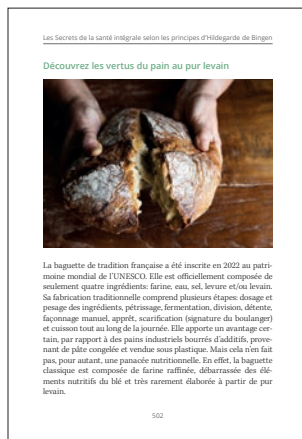 Les Secrets de la santé intégrale selon les principes d'Hildegarde de Bingen
Découvrez les vertus du pain au pur levain
La baguette de tradition française a été inscrite en 2022 au patri-
moine mondial de l'UNESCO. Elle est officiellement composée de
seulement quatre ingrédients: farine, eau, sel, levure et/ou levain.
Sa fabrication traditionnelle comprend plusieurs étapes: dosage et
pesage des ingrédients, pétrissage, fermentation, division, détente,
façonnage manuel, apprêt, scarification (signature du boulanger)
et cuisson tout au long de la journée. Elle apporte un avantage cer-
tain, par rapport à des pains industriels bourrés d'additifs, prove-
nant de pâte congelée et vendue sous plastique. Mais cela n'en fait
pas, pour autant, une panacée nutritionnelle. En effet, la baguette
classique est composée de farine raffinée, débarrassée des élé-
ments nutritifs du blé et très rarement élaborée à partir de pur
levain.
502